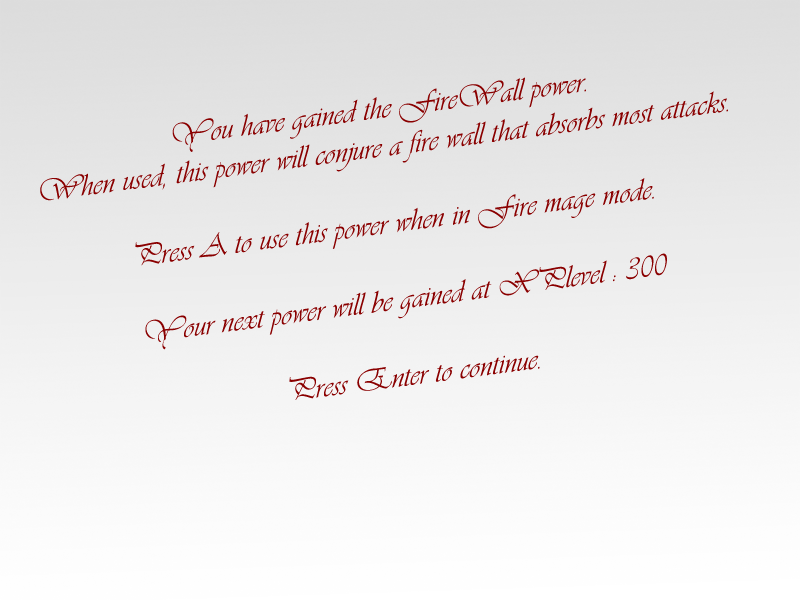 You have gained the FireWall power.
When used, this power will conjure a fire wall that absorbs most attacks.
Press A to use this power when in Fire mage mode.
Your next power will be gained at XPlevel : 300
Press Enter to continue.